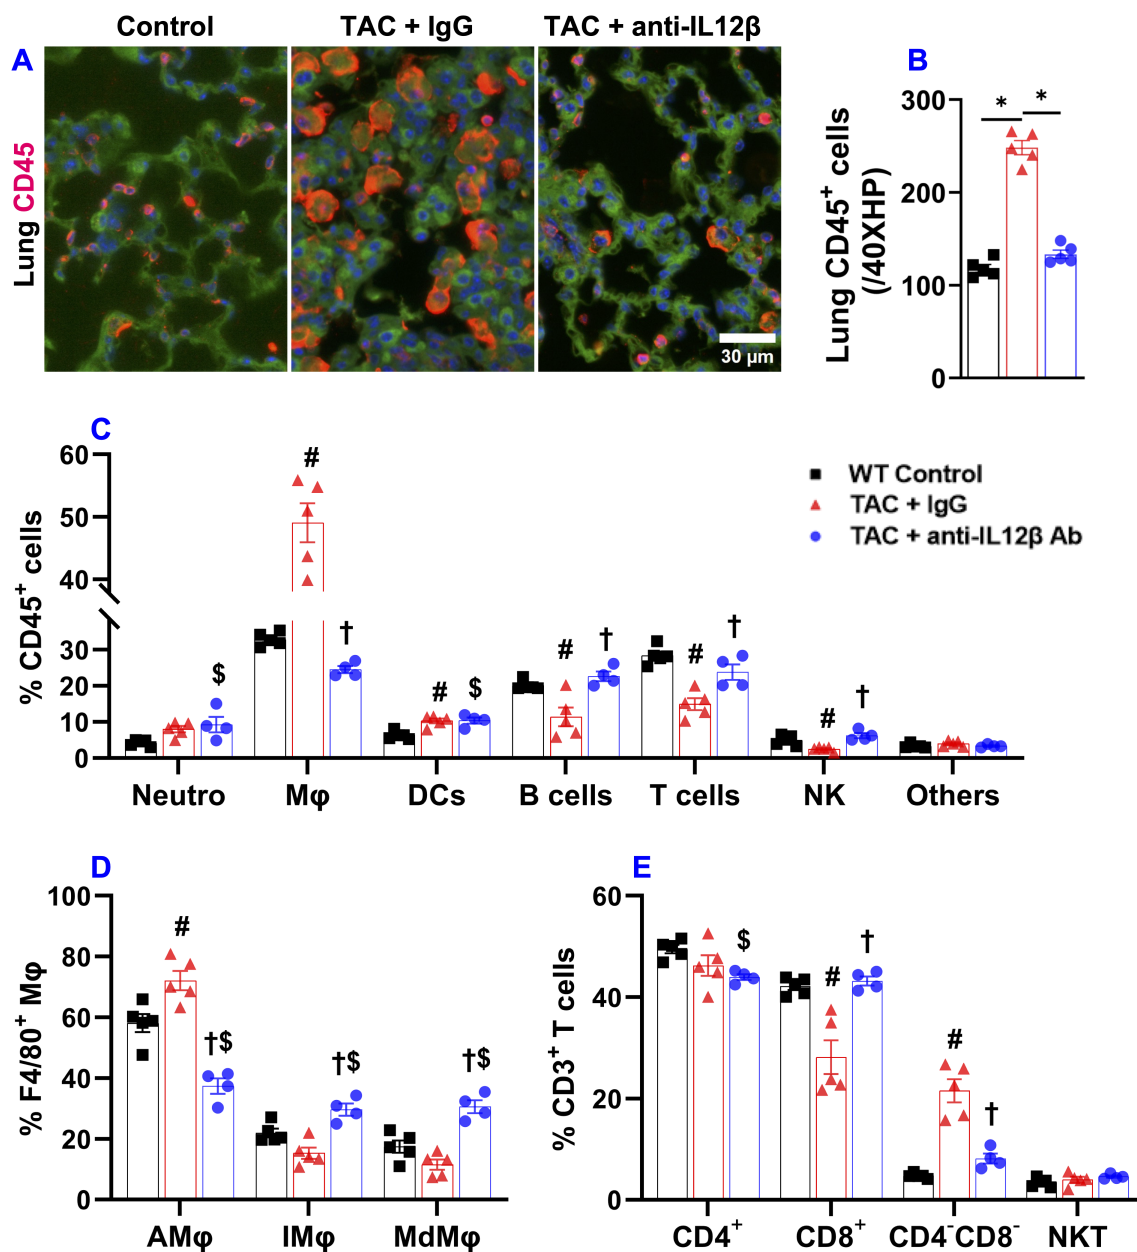 Control TAC + IgG TAC + anti-IL12β
A
Lung CD45
30 µm
B
Lung CD45⁺ cells
(/40XHP)
300
200
100
0
* *
C
% CD45⁺ cells
60
50
40
30
20
10
0
$ # † # $ # † # † # †
Neutro Mφ DCs B cells T cells NK Others
WT Control
TAC + IgG
TAC + anti-IL12β Ab
D
% F4/80⁺ Mφ
100
80
60
40
20
0
# †$ †$ †$
AMφ IMφ MdMφ
E
% CD3⁺ T cells
60
40
20
0
$ # † # †
CD4⁺ CD8⁺ CD4⁻CD8⁻ NKT